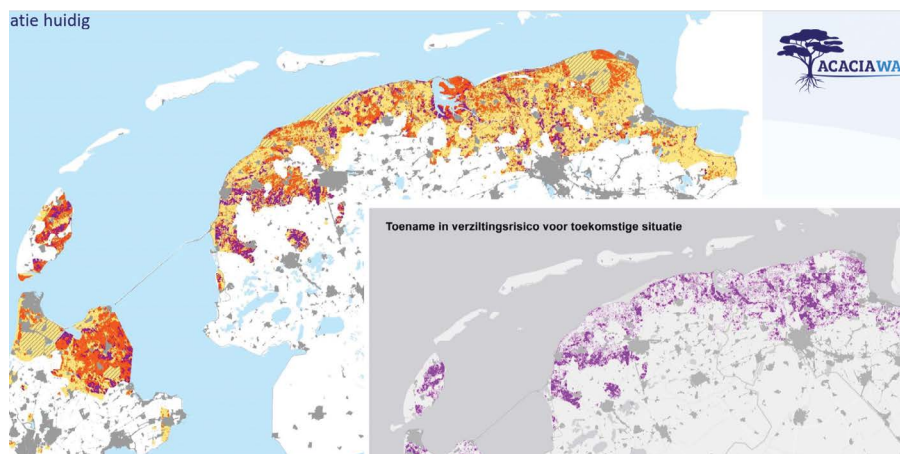 atie huidig
ACACIAWA
Toename in verziltingsrisico voor toekomstige situatie